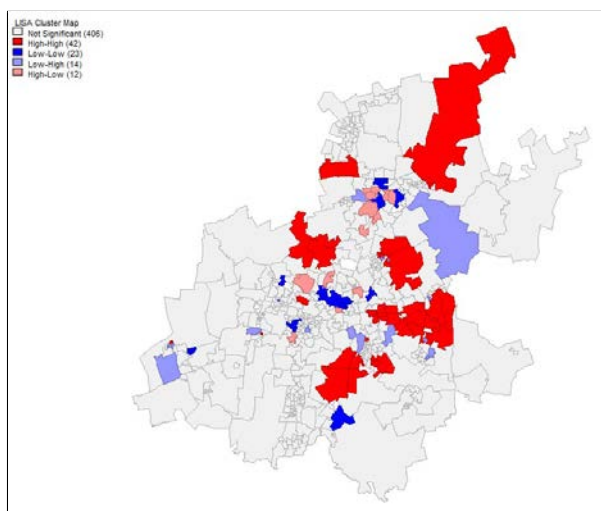 LISA Cluster Map
Not Significant (406)
High-High (42)
Low-Low (23)
Low-High (14)
High-Low (12)